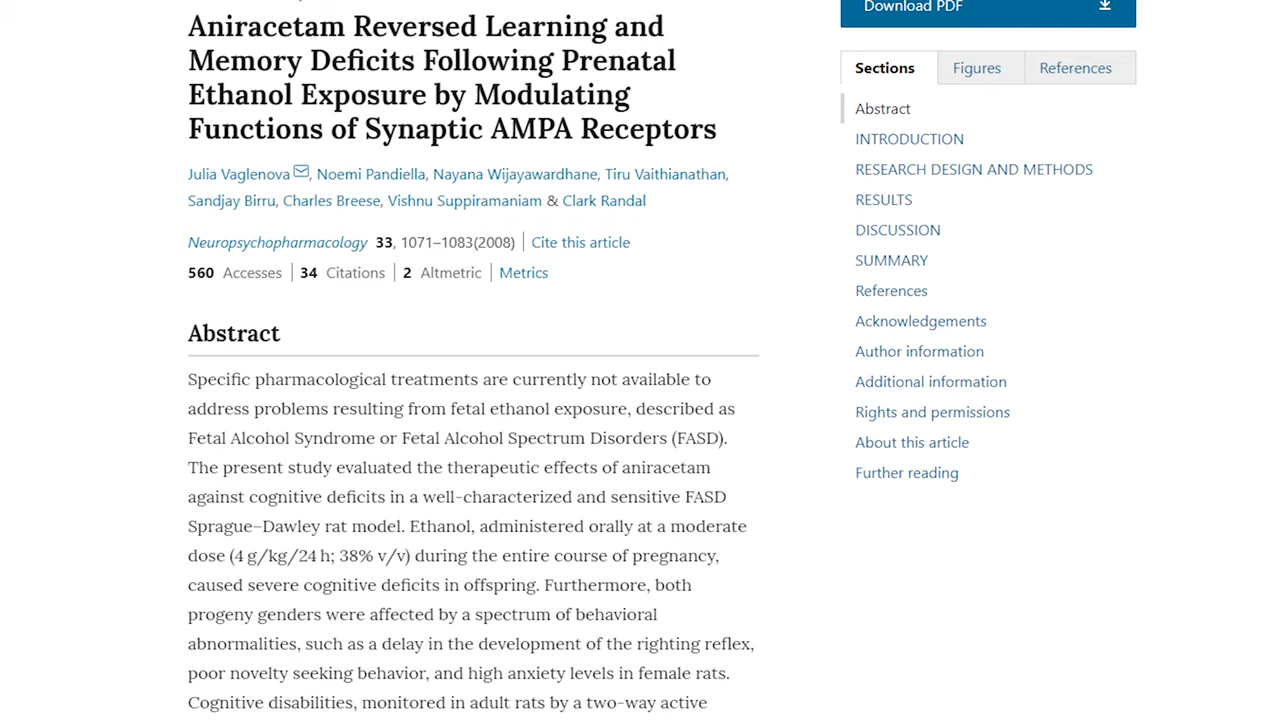 Aniracetam Reversed Learning and
Memory Deficits Following Prenatal
Ethanol Exposure by Modulating
Functions of Synaptic AMPA Receptors
Julia Vaglenova, Noemi Pandiella, Nayana Wijayawardhane, Tiru Vaithianathan,
Sandjay Birru, Charles Breese, Vishnu Suppiramaniam & Clark Randal
Neuropsychopharmacology 33, 1071–1083(2008) | Cite this article
560 Accesses | 34 Citations | 2 Altmetric | Metrics
Abstract
Specific pharmacological treatments are currently not available to
address problems resulting from fetal ethanol exposure, described as
Fetal Alcohol Syndrome or Fetal Alcohol Spectrum Disorders (FASD).
The present study evaluated the therapeutic effects of aniracetam
against cognitive deficits in a well-characterized and sensitive FASD
Sprague–Dawley rat model. Ethanol, administered orally at a moderate
dose (4 g/kg/24 h; 38% v/v) during the entire course of pregnancy,
caused severe cognitive deficits in offspring. Furthermore, both
progeny genders were affected by a spectrum of behavioral
abnormalities, such as a delay in the development of the righting reflex,
poor novelty seeking behavior, and high anxiety levels in female rats.
Cognitive disabilities, monitored in adult rats by a two-way active
Download PDF
Sections
Figures
References
Abstract
INTRODUCTION
RESEARCH DESIGN AND METHODS
RESULTS
DISCUSSION
SUMMARY
References
Acknowledgements
Author information
Additional information
Rights and permissions
About this article
Further reading